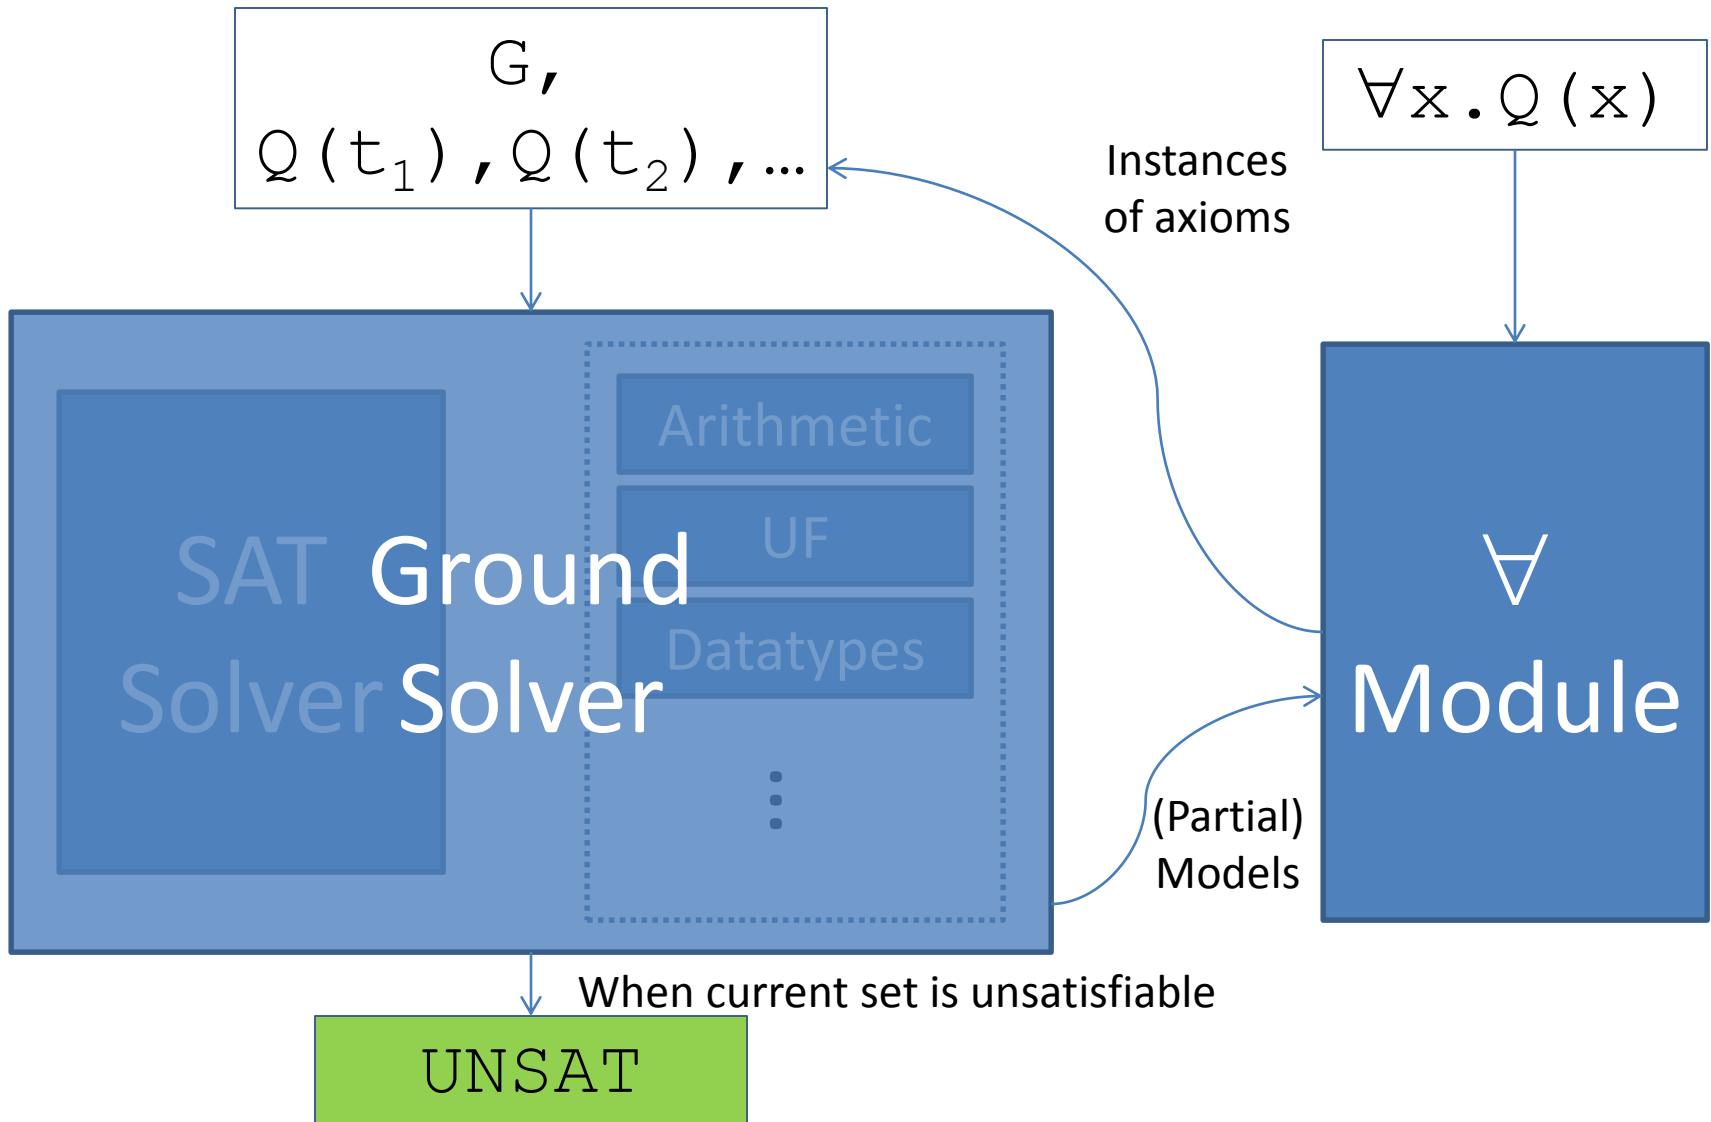 G,
Q(t₁),Q(t₂),…
∀x.Q(x)
Instances
of axioms
Arithmetic
UF
Datatypes
⋮
SAT
Solver
Ground
Solver
∀
Module
(Partial)
Models
When current set is unsatisfiable
UNSAT